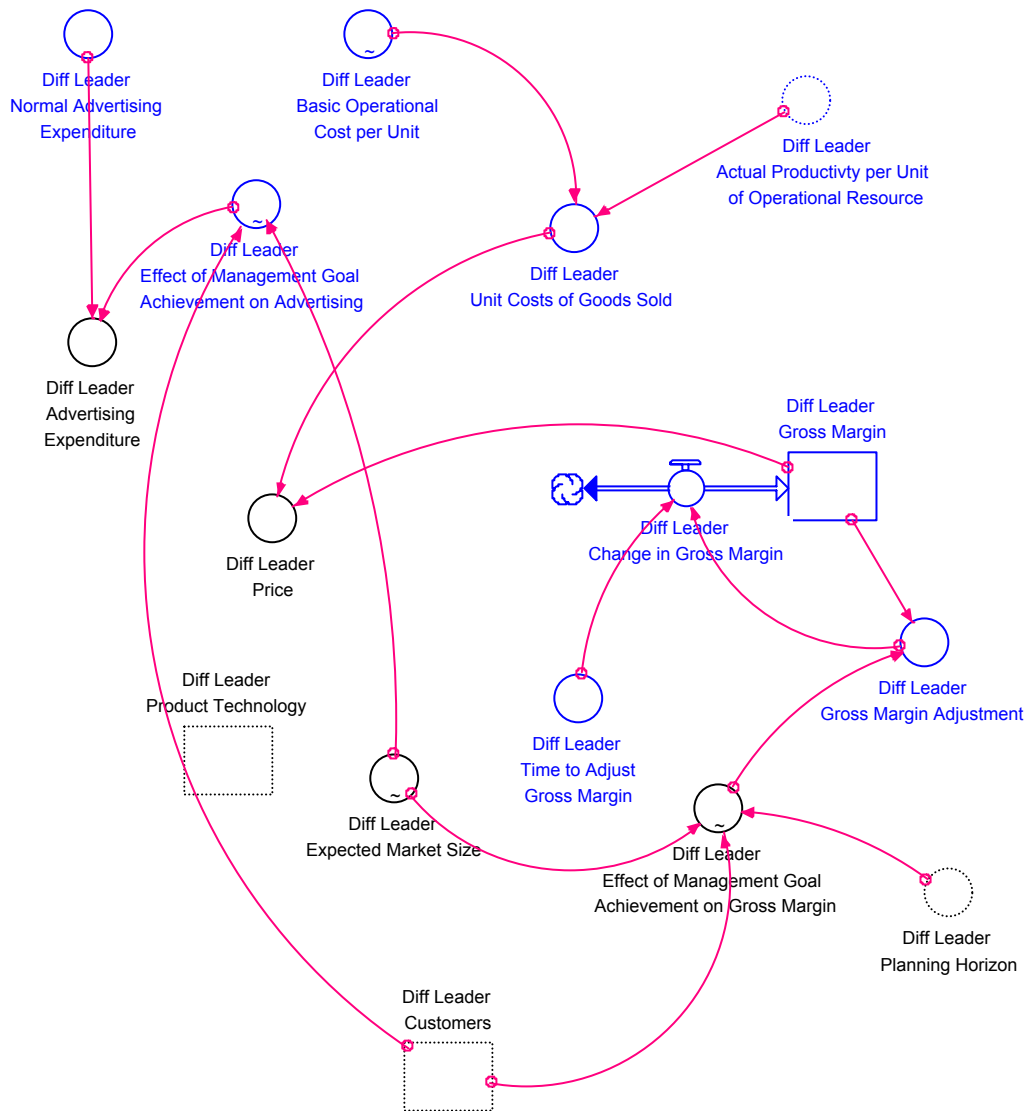 Diff Leader
Normal Advertising
Expenditure
Diff Leader
Basic Operational
Cost per Unit
~
Diff Leader
Actual Productivty per Unit
of Operational Resource
~
Diff Leader
Effect of Management Goal
Achievement on Advertising
Diff Leader
Unit Costs of Goods Sold
Diff Leader
Advertising
Expenditure
Diff Leader
Gross Margin
Diff Leader
Change in Gross Margin
Diff Leader
Price
Diff Leader
Product Technology
Diff Leader
Gross Margin Adjustment
Diff Leader
Time to Adjust
Gross Margin
~
Diff Leader
Expected Market Size
~
Diff Leader
Effect of Management Goal
Achievement on Gross Margin
Diff Leader
Planning Horizon
Diff Leader
Customers